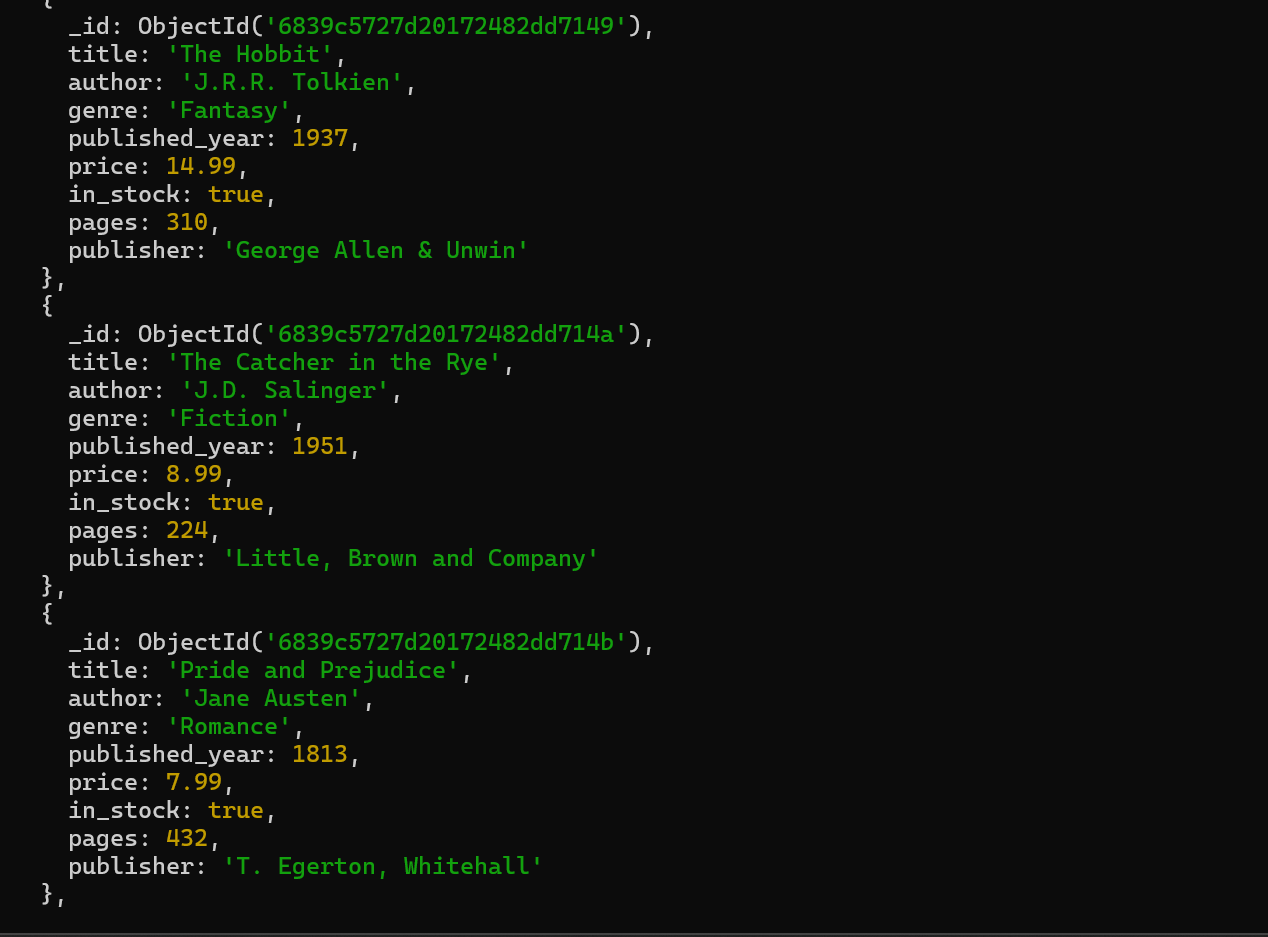 {
_id: ObjectId('6839c5727d20172482dd7149'),
title: 'The Hobbit',
author: 'J.R.R. Tolkien',
genre: 'Fantasy',
published_year: 1937,
price: 14.99,
in_stock: true,
pages: 310,
publisher: 'George Allen & Unwin'
},
{
_id: ObjectId('6839c5727d20172482dd714a'),
title: 'The Catcher in the Rye',
author: 'J.D. Salinger',
genre: 'Fiction',
published_year: 1951,
price: 8.99,
in_stock: true,
pages: 224,
publisher: 'Little, Brown and Company'
},
{
_id: ObjectId('6839c5727d20172482dd714b'),
title: 'Pride and Prejudice',
author: 'Jane Austen',
genre: 'Romance',
published_year: 1813,
price: 7.99,
in_stock: true,
pages: 432,
publisher: 'T. Egerton, Whitehall'
},